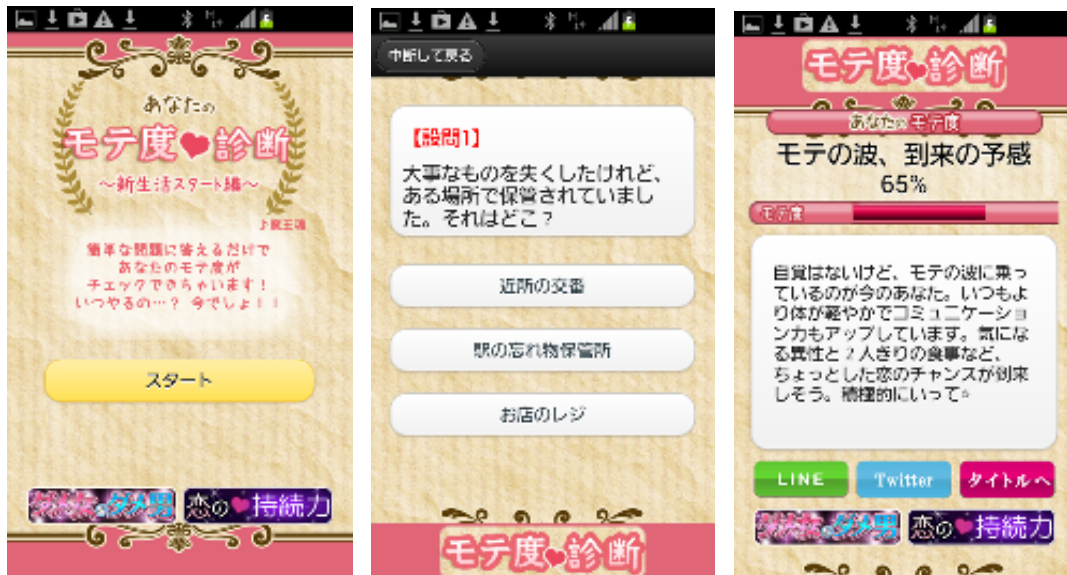 あなたの
モテ度♥診断
～新生活スタート編～
♪魔王魂
簡単な問題に答えるだけで
あなたのモテ度が
チェックできちゃいます！
いつやるの…？ 今でしょ！！
スタート
恋の♥持続力
中断して戻る
【設問1】
大事なものを失くしたけれど、
ある場所で保管されていまし
た。それはどこ？
近所の交番
駅の忘れ物保管所
お店のレジ
モテ度♥診断
モテ度♥診断
あなたのモテ度
モテの波、到来の予感
65%
モテ度
自覚はないけど、モテの波に乗っ
ているのが今のあなた。いつもよ
り体が軽やかでコミュニケーショ
ン力もアップしています。気にな
る異性と2人きりの食事など、
ちょっとした恋のチャンスが到来
しそう。積極的にいって☆
LINE
Twitter
タイトルへ
恋の♥持続力